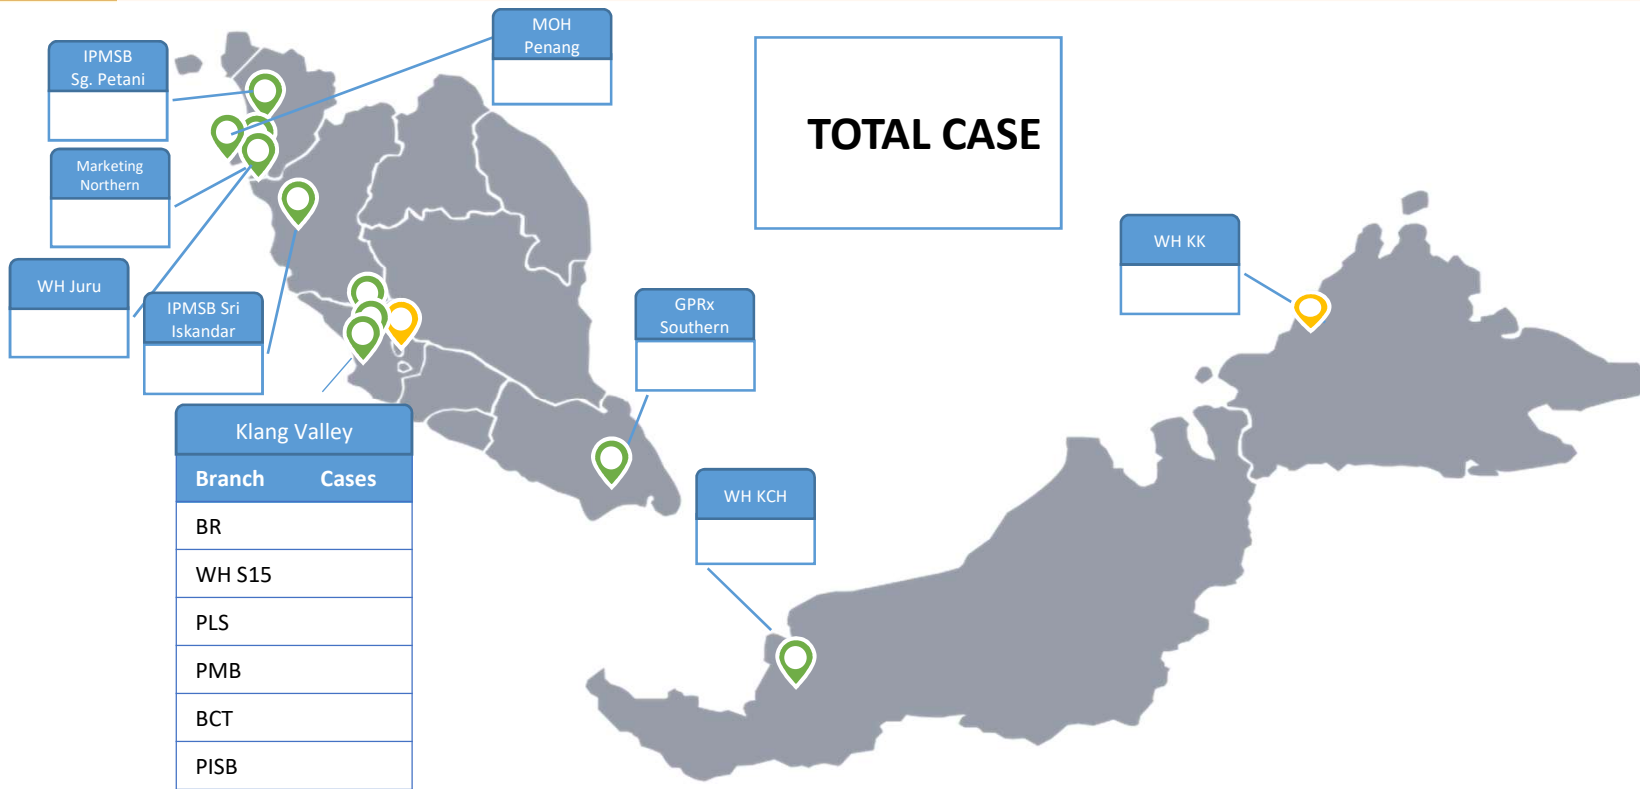 IPMSB
Sg. Petani
MOH
Penang
TOTAL CASE
Marketing
Northern
WH KK
WH Juru
IPMSB Sri
Iskandar
GPRx
Southern
Klang Valley
Branch Cases
BR
WH S15
PLS
PMB
BCT
PISB
WH KCH